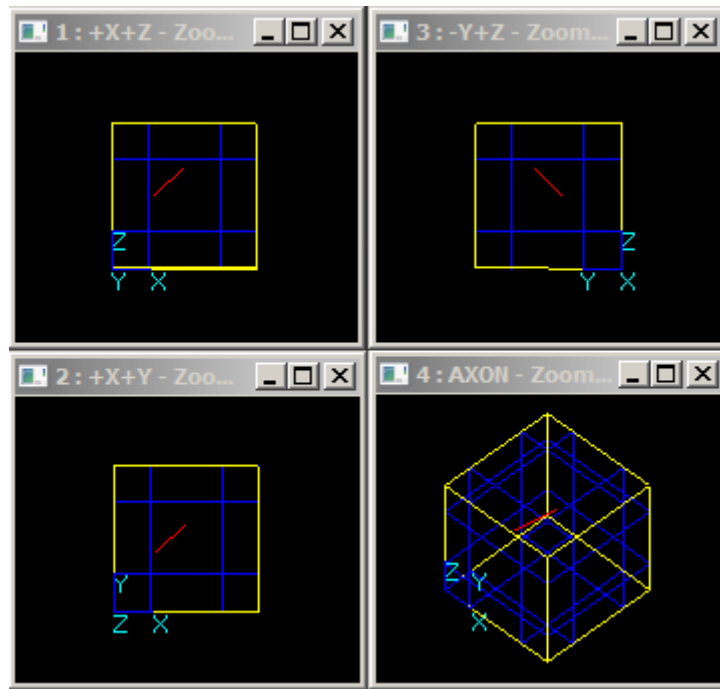 1 : +X+Z - Zoo...
Z
Y X
3 : -Y+Z - Zoom...
Z
Y X
2 : +X+Y - Zoo...
Y
Z X
4 : AXON - Zoom...
Z Y
X